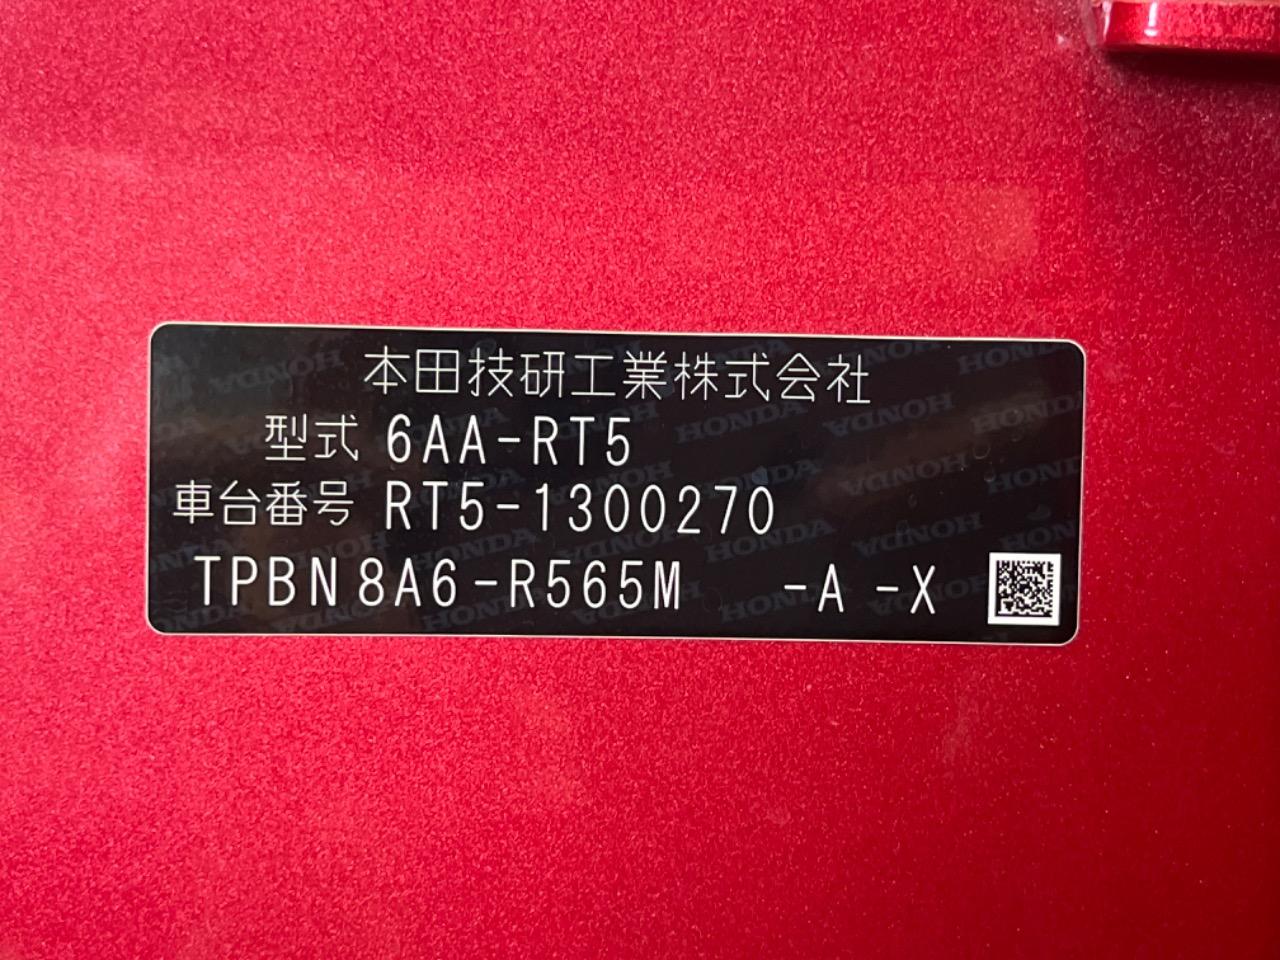 本田技研工業株式会社
型式 6AA-RT5
車台番号 RT5-1300270
TPBN8A6-R565M -A -X